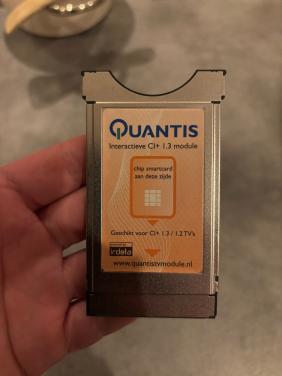 QUANTIS
Interactieve CI+ 1.3 module
chip smartcard
aan deze zijde
Geschikt voor CI+ 1.3 / 1.2 TV's
irdeto
www.quantistvmodule.nl